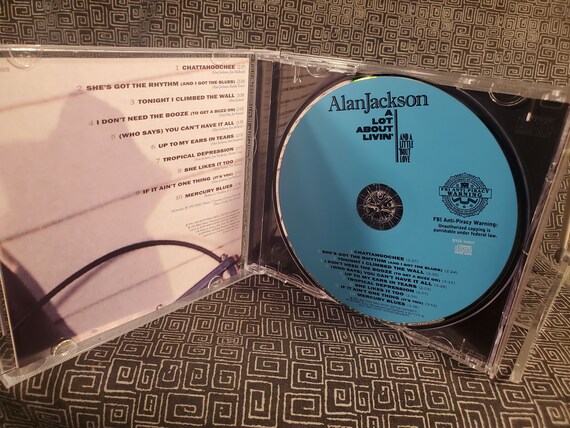 1 CHATTAHOOCHEE
2 SHE'S GOT THE RHYTHM (AND I GOT THE BLUES)
3 TONIGHT I CLIMBED THE WALL
4 I DON'T NEED THE BOOZE (TO GET A BUZZ ON)
5 (WHO SAYS) YOU CAN'T HAVE IT ALL
6 UP TO MY EARS IN TEARS
7 TROPICAL DEPRESSION
8 SHE LIKES IT TOO
9 IF IT AIN'T ONE THING (IT'S YOU)
10 MERCURY BLUES
AlanJackson
A
LOT
ABOUT
LIVIN'
AND A
LITTLE
'BOUT
LOVE
FBI ANTI-PIRACY
WARNING
FBI Anti-Piracy Warning:
Unauthorized copying is
punishable under federal law.
CHATTAHOOCHEE
SHE'S GOT THE RHYTHM (AND I GOT THE BLUES)
TONIGHT I CLIMBED THE WALL
I DON'T NEED THE BOOZE (TO GET A BUZZ ON)
(WHO SAYS) YOU CAN'T HAVE IT ALL
UP TO MY EARS IN TEARS
TROPICAL DEPRESSION
SHE LIKES IT TOO
IF IT AIN'T ONE THING (IT'S YOU)
MERCURY BLUES